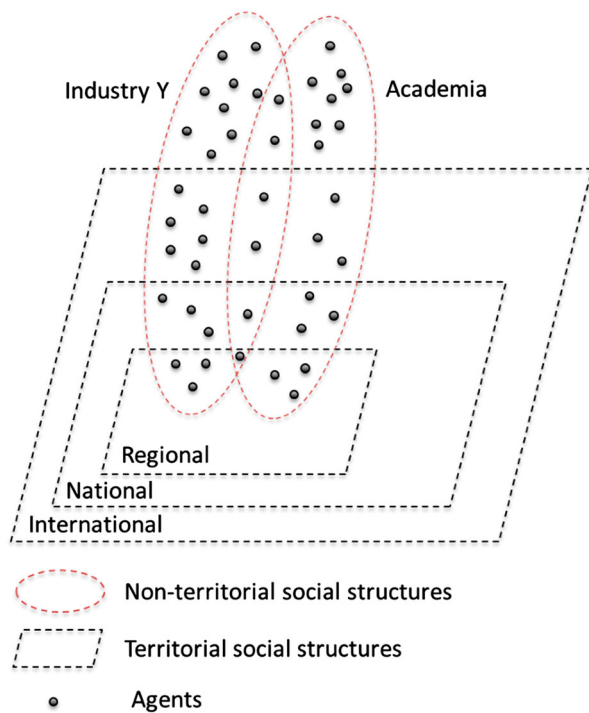 Industry Y
Academia
Regional
National
International
Non-territorial social structures
Territorial social structures
Agents